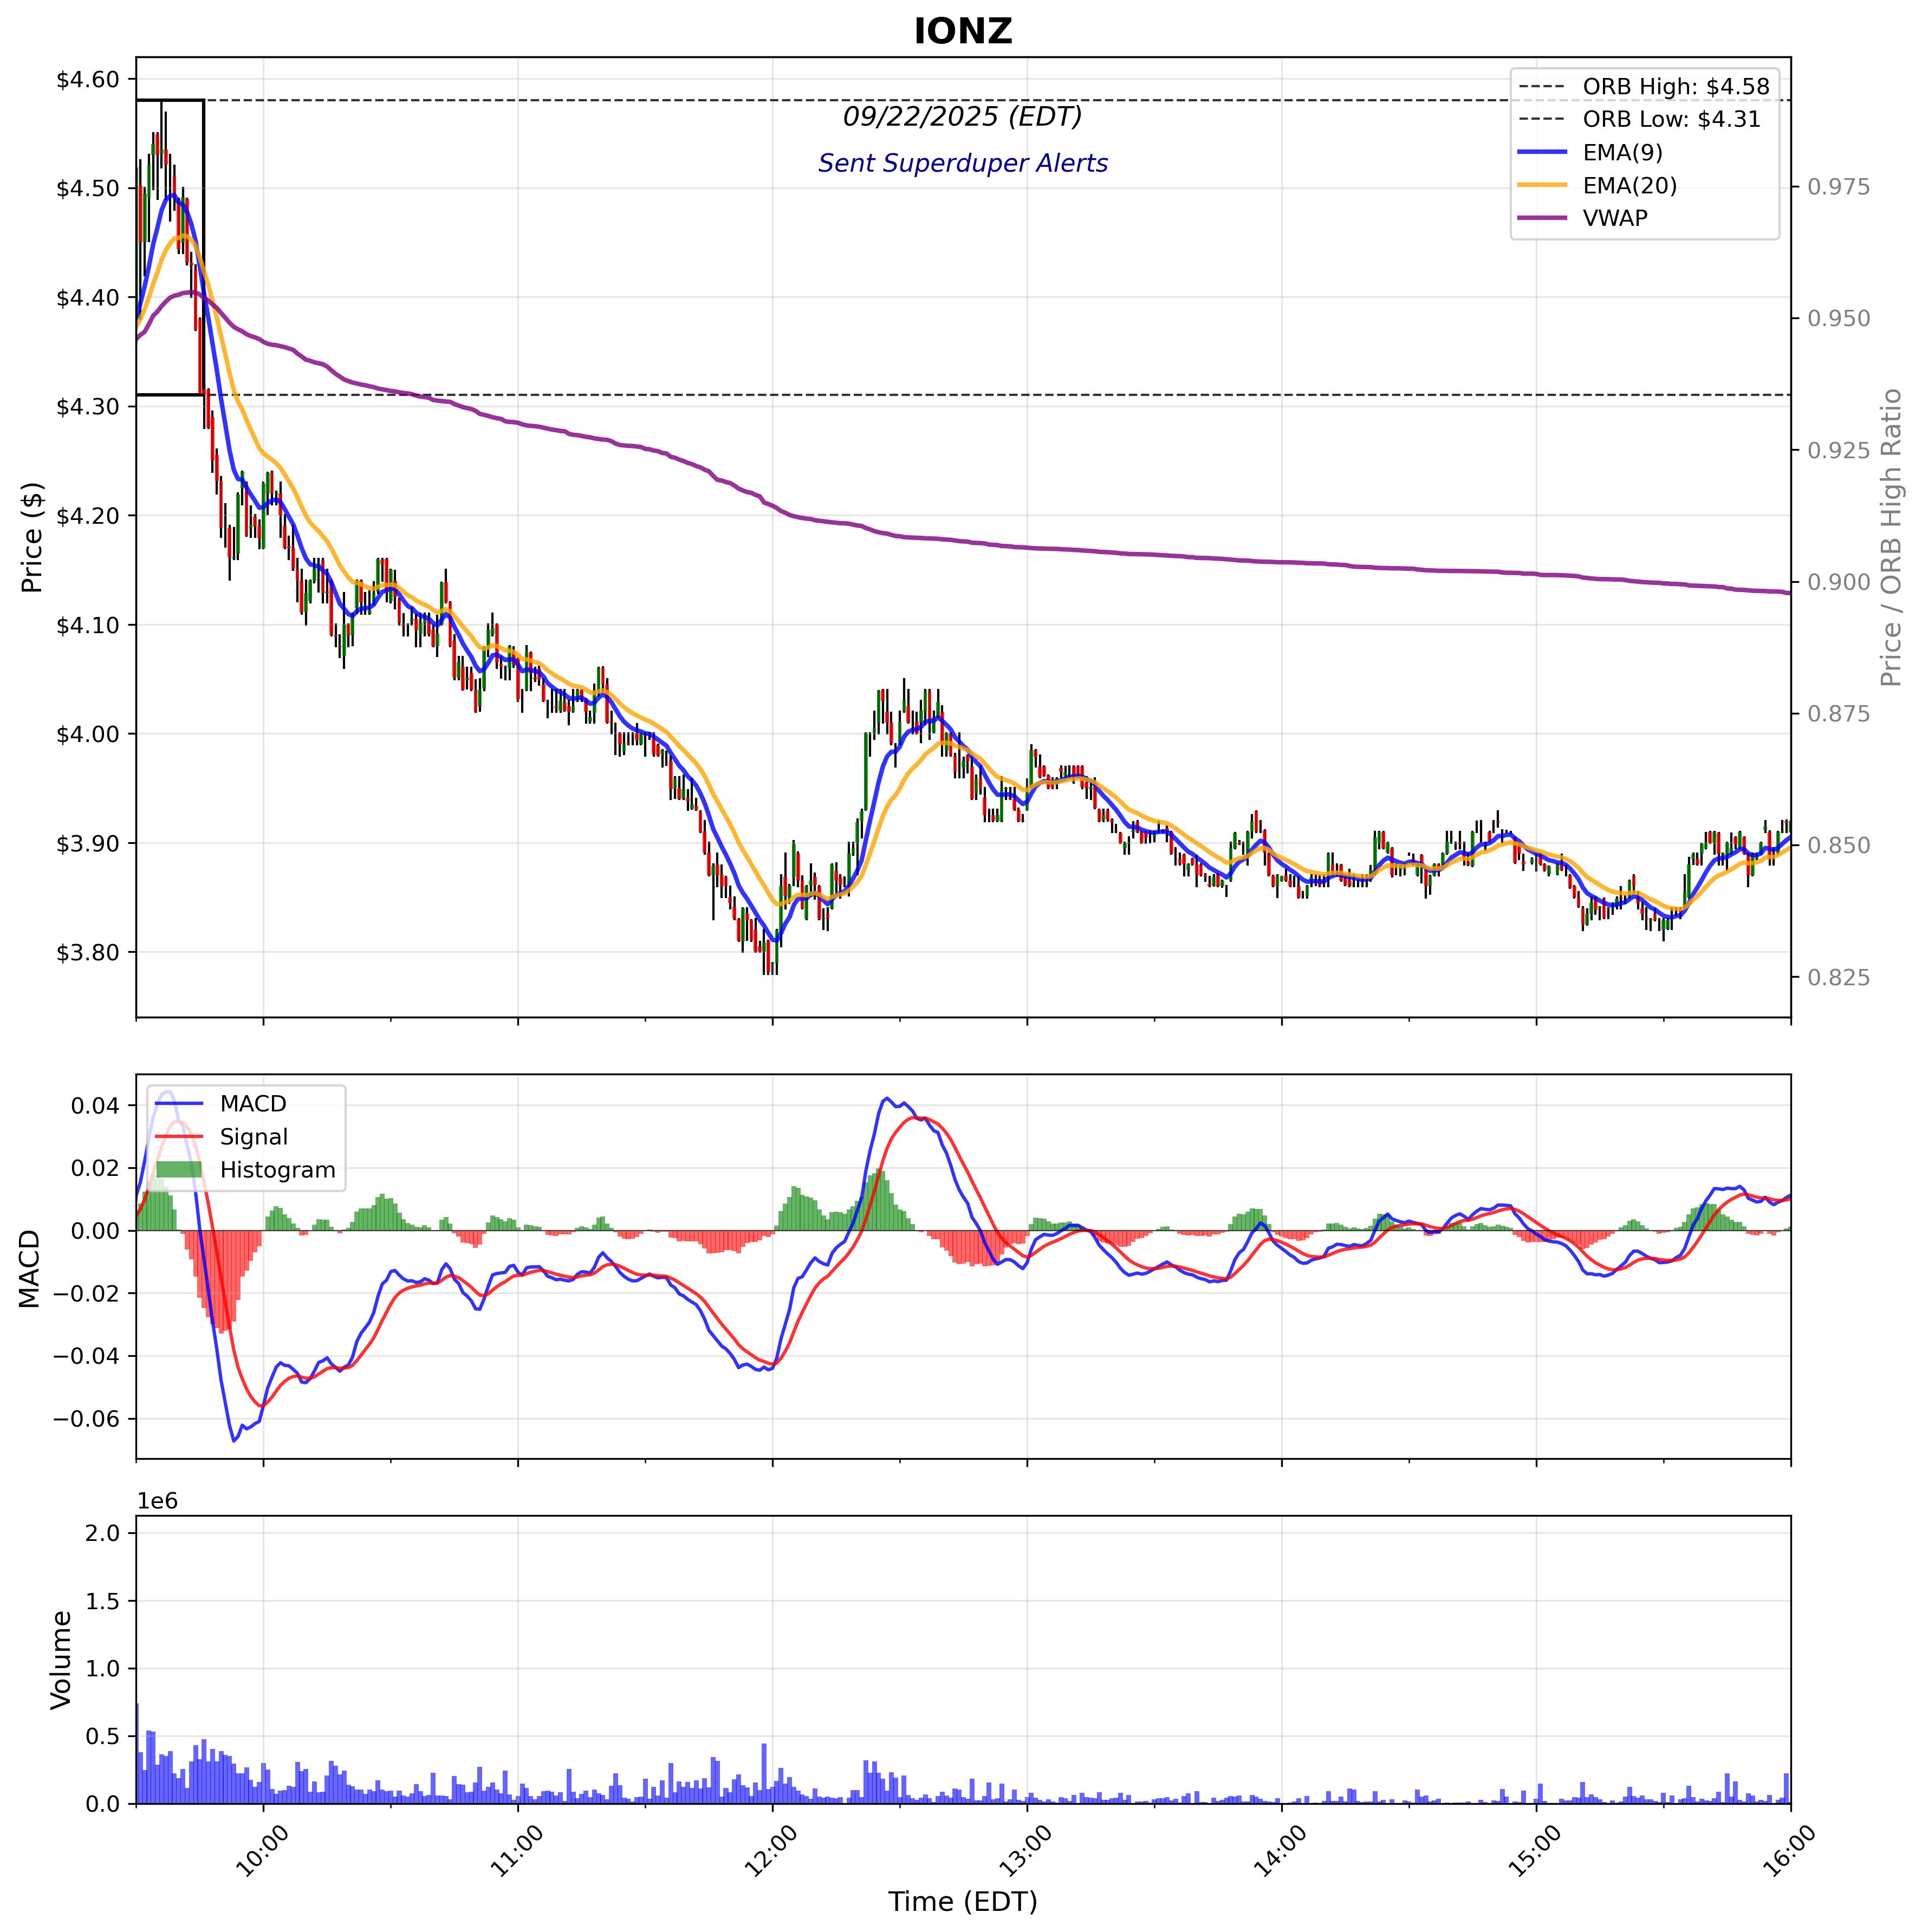 IONZ
09/22/2025 (EDT)
Sent Superduper Alerts
ORB High: $4.58
ORB Low: $4.31
EMA(9)
EMA(20)
VWAP
$4.60
$4.50
$4.40
$4.30
$4.20
$4.10
$4.00
$3.90
$3.80
Price ($)
0.975
0.950
0.925
0.900
0.875
0.850
0.825
Price / ORB High Ratio
MACD
Signal
Histogram
0.04
0.02
0.00
−0.02
−0.04
−0.06
MACD
1e6
2.0
1.5
1.0
0.5
0.0
Volume
10:00
11:00
12:00
13:00
14:00
15:00
16:00
Time (EDT)